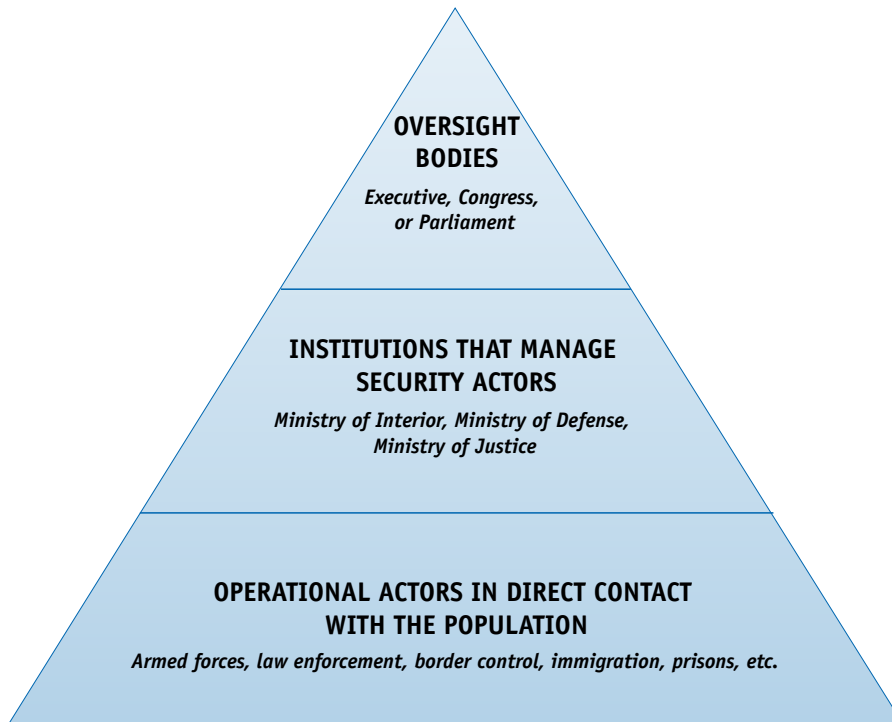 OVERSIGHT
BODIES
Executive, Congress,
or Parliament
INSTITUTIONS THAT MANAGE
SECURITY ACTORS
Ministry of Interior, Ministry of Defense,
Ministry of Justice
OPERATIONAL ACTORS IN DIRECT CONTACT
WITH THE POPULATION
Armed forces, law enforcement, border control, immigration, prisons, etc.